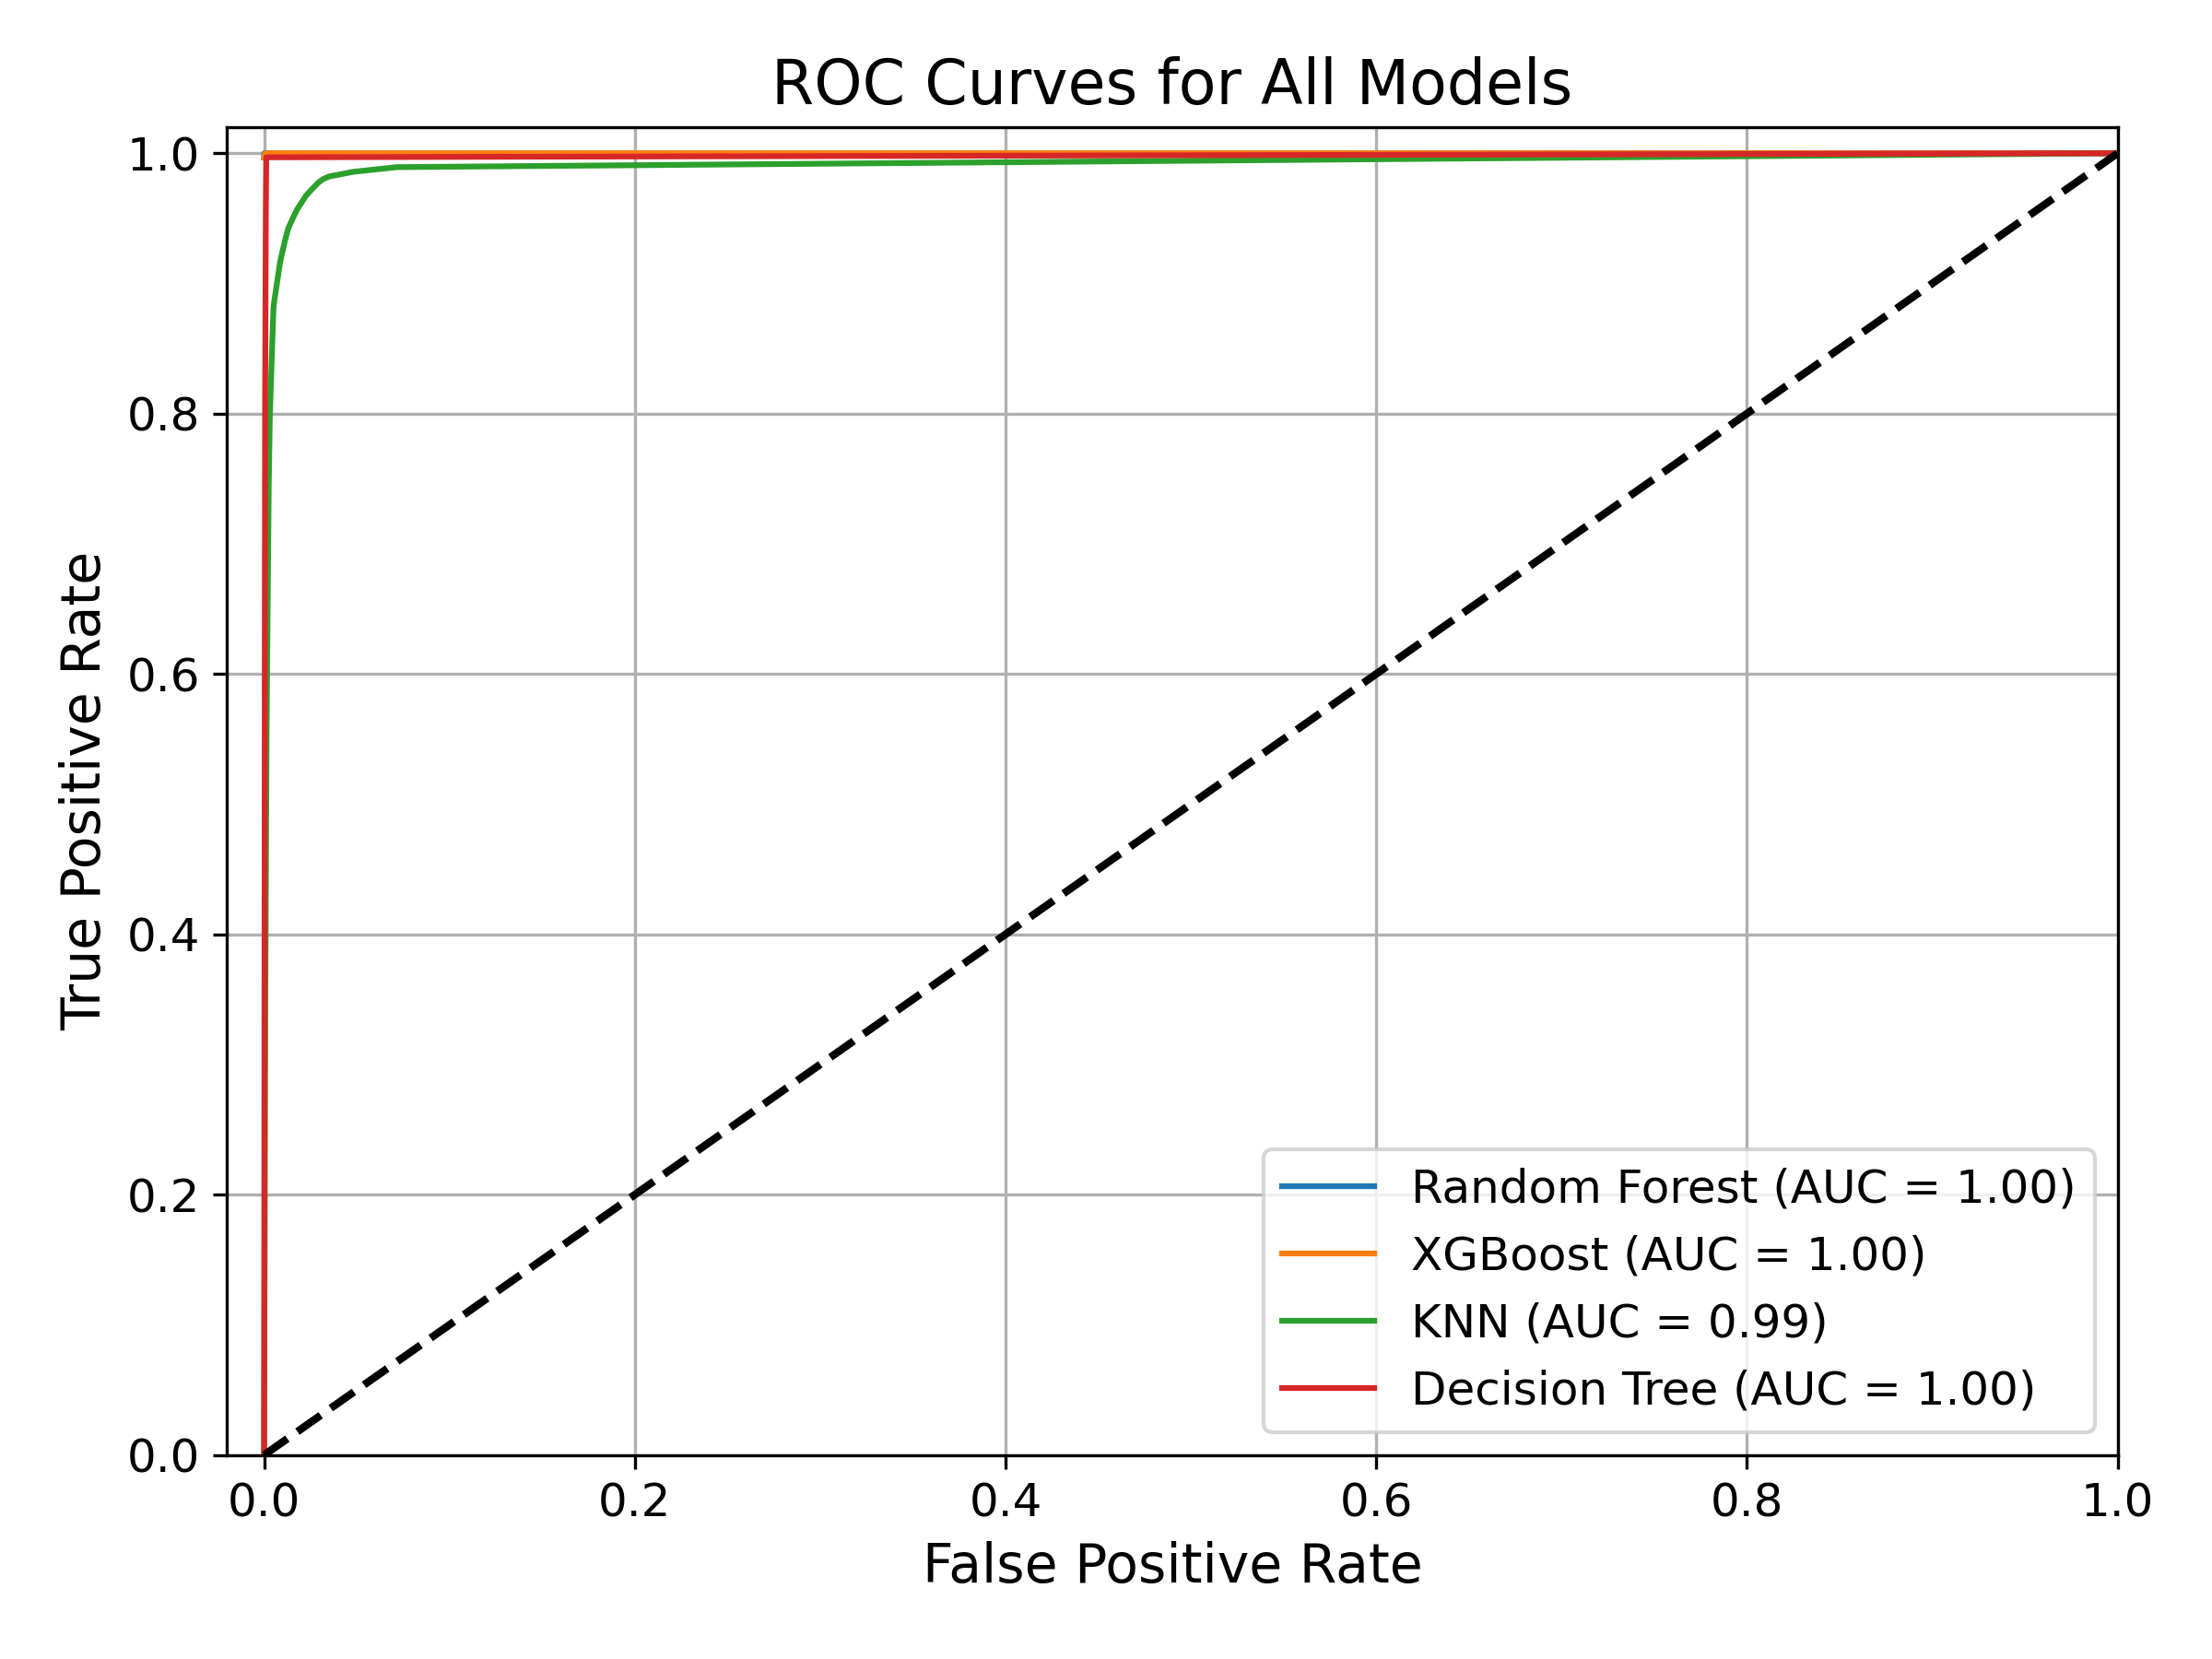 ROC Curves for All Models
True Positive Rate
1.0
0.8
0.6
0.4
0.2
0.0
0.0 0.2 0.4 0.6 0.8 1.0
False Positive Rate
Random Forest (AUC = 1.00)
XGBoost (AUC = 1.00)
KNN (AUC = 0.99)
Decision Tree (AUC = 1.00)